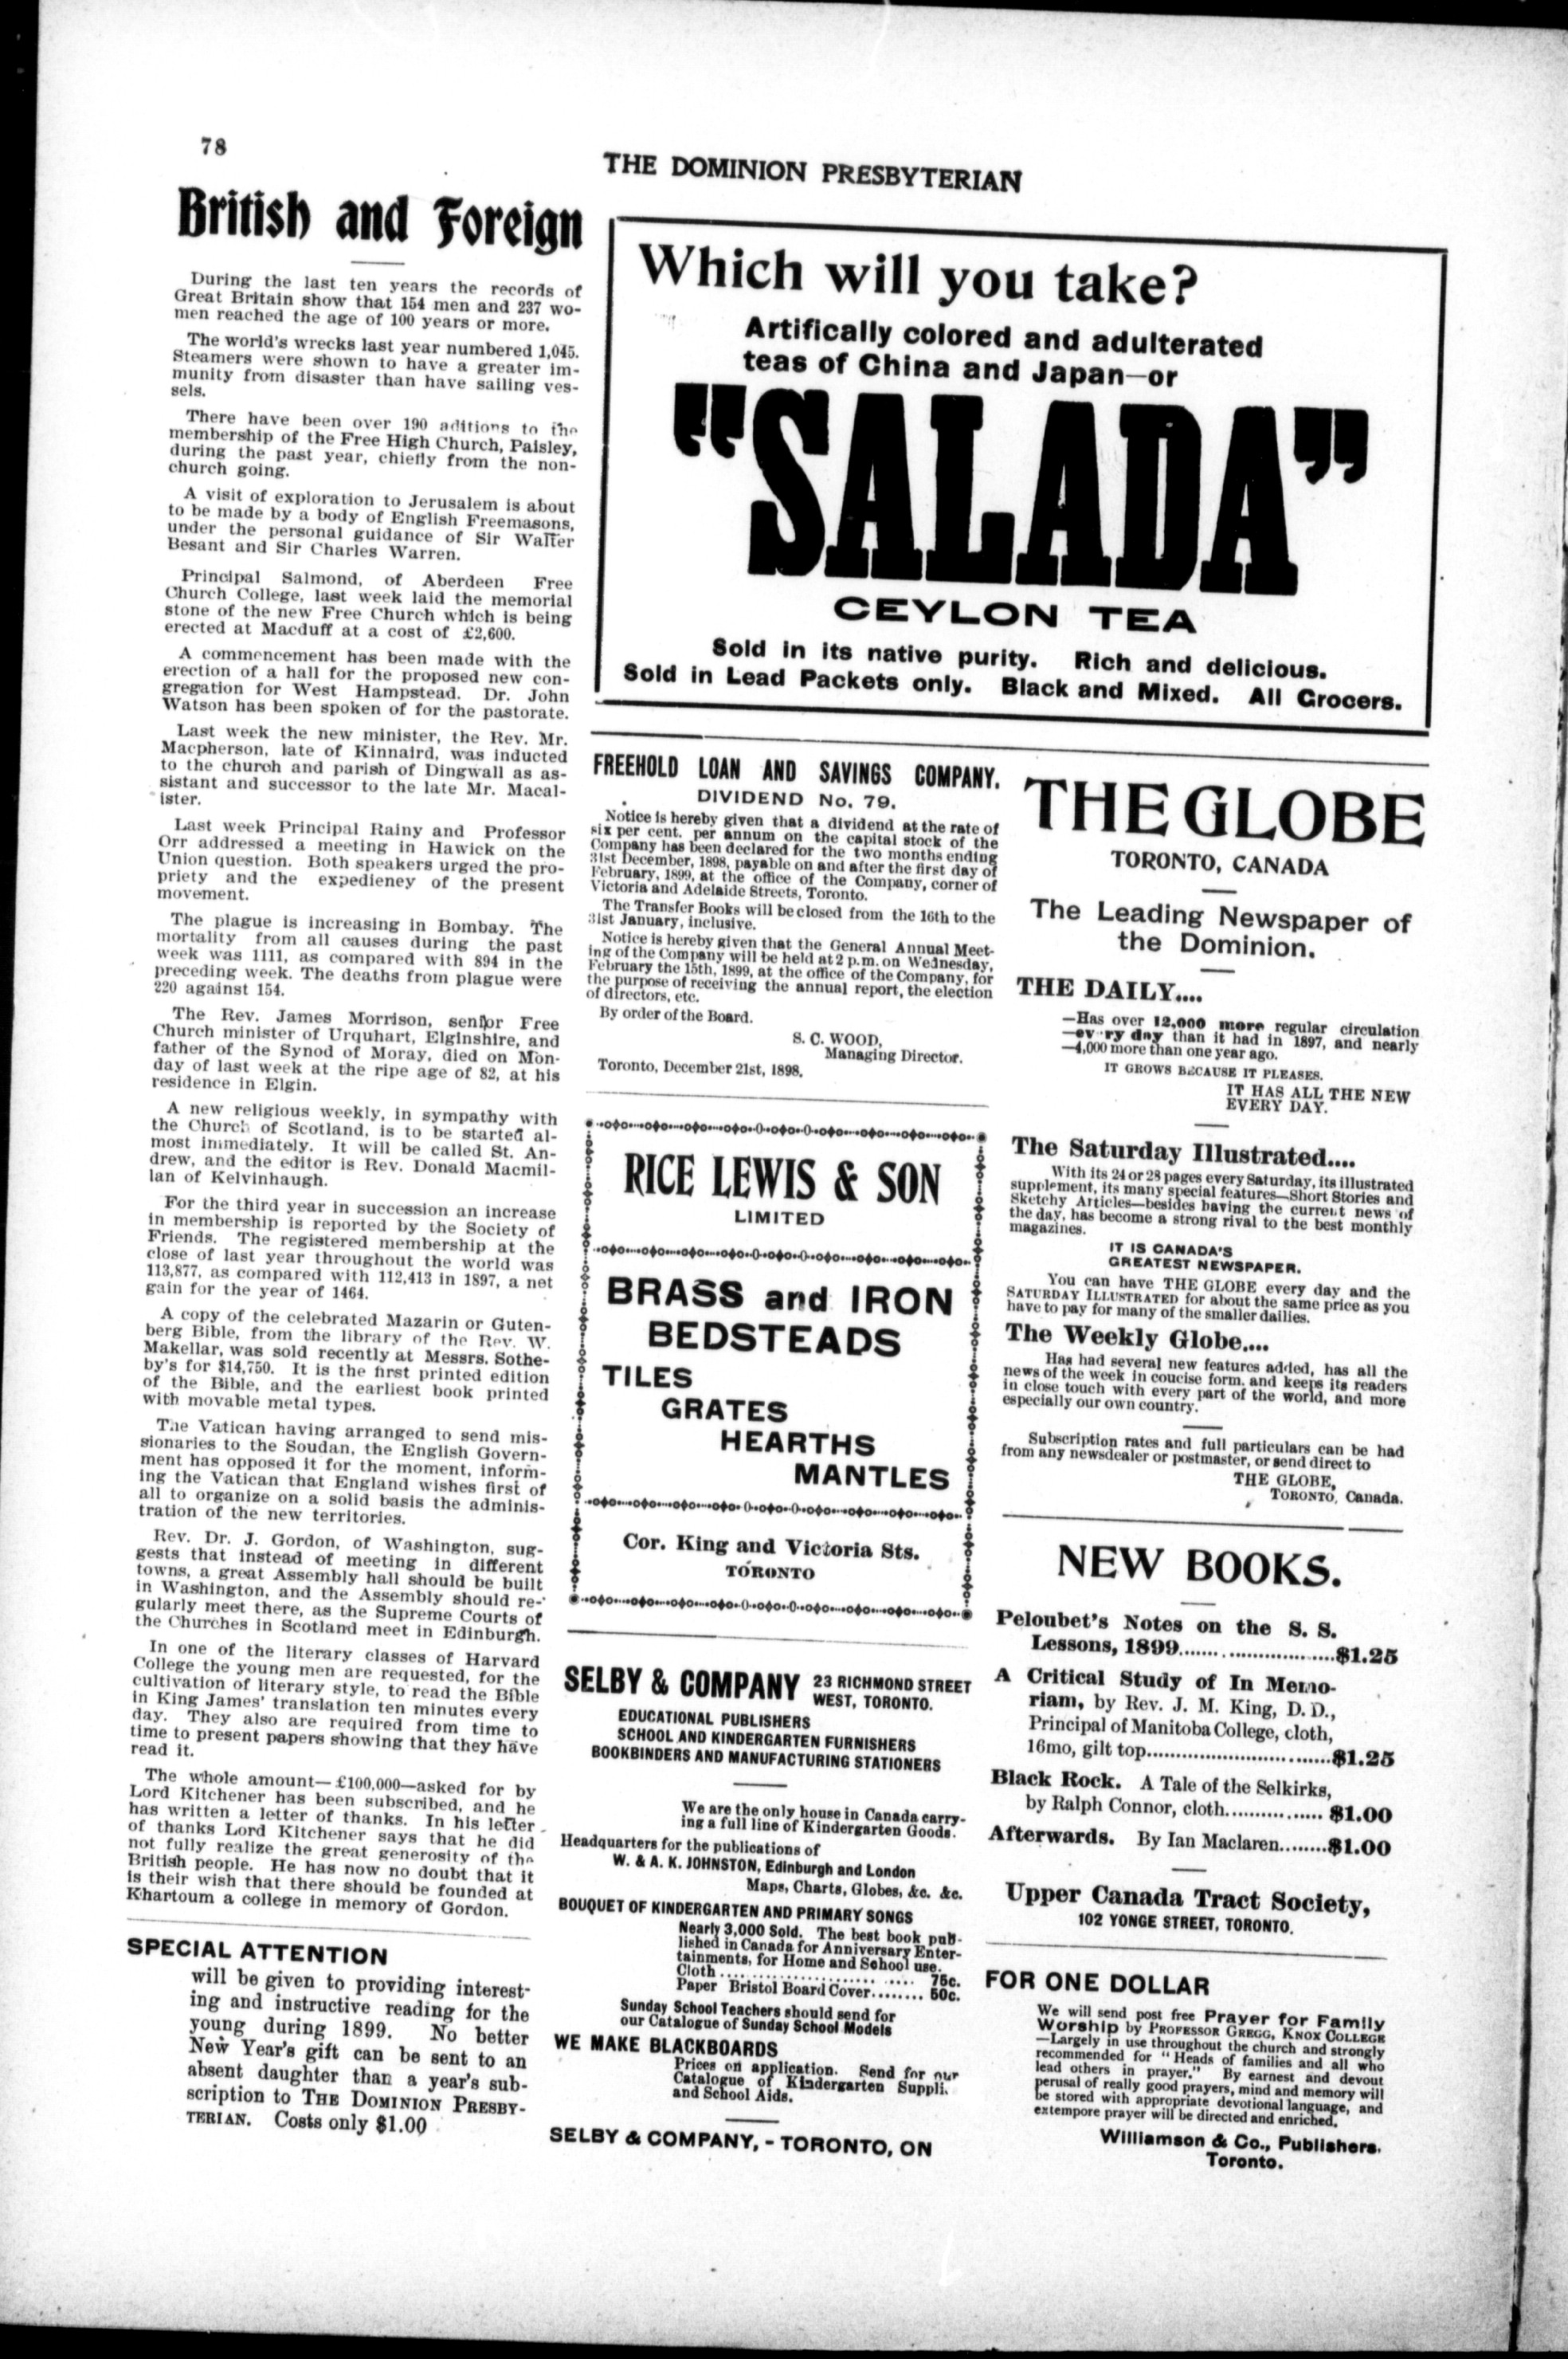 78
THE DOMINION PRESBYTERIAN
British and Foreign
During the last ten years the records of
Great Britain show that 154 men and 237 wo-
men reached the age of 100 years or more.
The world's wrecks last year numbered 1,045.
Steamers were shown to have a greater im-
munity from disaster than have sailing ves-
sels.
There have been over 190 aditions to the
membership of the Free High Church, Paisley,
during the past year, chiefly from the non-
church going.
A visit of exploration to Jerusalem is about
to be made by a body of English Freemasons,
under the personal guidance of Sir Walter
Besant and Sir Charles Warren.
Principal Salmond, of Aberdeen Free
Church College, last week laid the memorial
stone of the new Free Church which is being
erected at Macduff at a cost of £2,600.
A commencement has been made with the
erection of a hall for the proposed new con-
gregation for West Hampstead. Dr. John
Watson has been spoken of for the pastorate.
Last week the new minister, the Rev. Mr.
Macpherson, late of Kinnaird, was inducted
to the church and parish of Dingwall as as-
sistant and successor to the late Mr. Macal-
ister.
Last week Principal Rainy and Professor
Orr addressed a meeting in Hawick on the
Union question. Both speakers urged the pro-
priety and the expedieney of the present
movement.
The plague is increasing in Bombay. The
mortality from all causes during the past
week was 1111, as compared with 894 in the
preceding week. The deaths from plague were
220 against 154.
The Rev. James Morrison, senior Free
Church minister of Urquhart, Elginshire, and
father of the Synod of Moray, died on Mon-
day of last week at the ripe age of 82, at his
residence in Elgin.
A new religious weekly, in sympathy with
the Church of Scotland, is to be started al-
most immediately. It will be called St. An-
drew, and the editor is Rev. Donald Macmil-
lan of Kelvinhaugh.
For the third year in succession an increase
in membership is reported by the Society of
Friends. The registered membership at the
close of last year throughout the world was
113,877, as compared with 112,413 in 1897, a net
gain for the year of 1464.
A copy of the celebrated Mazarin or Guten-
berg Bible, from the library of the Rev. W.
Makellar, was sold recently at Messrs. Sothe-
by's for $14,750. It is the first printed edition
of the Bible, and the earliest book printed
with movable metal types.
The Vatican having arranged to send mis-
sionaries to the Soudan, the English Govern-
ment has opposed it for the moment, inform-
ing the Vatican that England wishes first of
all to organize on a solid basis the adminis-
tration of the new territories.
Rev. Dr. J. Gordon, of Washington, sug-
gests that instead of meeting in different
towns, a great Assembly hall should be built
in Washington, and the Assembly should re-
gularly meet there, as the Supreme Courts of
the Churches in Scotland meet in Edinburgh.
In one of the literary classes of Harvard
College the young men are requested, for the
cultivation of literary style, to read the Bible
in King James' translation ten minutes every
day. They also are required from time to
time to present papers showing that they have
read it.
The whole amount—£100,000—asked for by
Lord Kitchener has been subscribed, and he
has written a letter of thanks. In his letter
of thanks Lord Kitchener says that he did
not fully realize the great generosity of the
British people. He has now no doubt that it
is their wish that there should be founded at
Khartoum a college in memory of Gordon.
SPECIAL ATTENTION
will be given to providing interest-
ing and instructive reading for the
young during 1899. No better
New Year's gift can be sent to an
absent daughter than a year's sub-
scription to THE DOMINION PRESBY-
TERIAN. Costs only $1.00
Which will you take?
Artifically colored and adulterated
teas of China and Japan—or
"SALADA"
CEYLON TEA
Sold in its native purity. Rich and delicious.
Sold in Lead Packets only. Black and Mixed. All Grocers.
FREEHOLD LOAN AND SAVINGS COMPANY.
DIVIDEND No. 79.
Notice is hereby given that a dividend at the rate of
six per cent. per annum on the capital stock of the
Company has been declared for the two months ending
31st December, 1898, payable on and after the first day of
February, 1899, at the office of the Company, corner of
Victoria and Adelaide Streets, Toronto.
The Transfer Books will be closed from the 16th to the
31st January, inclusive.
Notice is hereby given that the General Annual Meet-
ing of the Company will be held at 2 p.m. on Wednesday,
February the 15th, 1899, at the office of the Company, for
the purpose of receiving the annual report, the election
of directors, etc.
By order of the Board.
S. C. WOOD,
Managing Director.
Toronto, December 21st, 1898.
RICE LEWIS & SON
LIMITED
BRASS and IRON
BEDSTEADS
TILES
GRATES
HEARTHS
MANTLES
Cor. King and Victoria Sts.
TORONTO
SELBY & COMPANY 23 RICHMOND STREET
WEST, TORONTO.
EDUCATIONAL PUBLISHERS
SCHOOL AND KINDERGARTEN FURNISHERS
BOOKBINDERS AND MANUFACTURING STATIONERS
We are the only house in Canada carry-
ing a full line of Kindergarten Goods.
Headquarters for the publications of
W. & A. K. JOHNSTON, Edinburgh and London
Maps, Charts, Globes, &c. &c.
BOUQUET OF KINDERGARTEN AND PRIMARY SONGS
Nearly 3,000 Sold. The best book pub-
lished in Canada for Anniversary Enter-
tainments, for Home and School use.
Cloth.......................... 75c.
Paper Bristol Board Cover........ 50c.
Sunday School Teachers should send for
our Catalogue of Sunday School Models
WE MAKE BLACKBOARDS
Prices on application. Send for our
Catalogue of Kindergarten Suppli.
and School Aids.
SELBY & COMPANY, - TORONTO, ON
THE GLOBE
TORONTO, CANADA
The Leading Newspaper of
the Dominion.
THE DAILY....
—Has over 12,000 more regular circulation
—ev ry day than it had in 1897, and nearly
—4,000 more than one year ago.
IT GROWS BECAUSE IT PLEASES.
IT HAS ALL THE NEW
EVERY DAY.
The Saturday Illustrated....
With its 24 or 28 pages every Saturday, its illustrated
supplement, its many special features—Short Stories and
Sketchy Articles—besides having the current news of
the day, has become a strong rival to the best monthly
magazines.
IT IS CANADA'S
GREATEST NEWSPAPER.
You can have THE GLOBE every day and the
SATURDAY ILLUSTRATED for about the same price as you
have to pay for many of the smaller dailies.
The Weekly Globe....
Has had several new features added, has all the
news of the week in coucise form, and keeps its readers
in close touch with every part of the world, and more
especially our own country.
Subscription rates and full particulars can be had
from any newsdealer or postmaster, or send direct to
THE GLOBE,
TORONTO, Canada.
NEW BOOKS.
Peloubet's Notes on the S. S.
Lessons, 1899..........................$1.25
A Critical Study of In Memo-
riam, by Rev. J. M. King, D. D.,
Principal of Manitoba College, cloth,
16mo, gilt top..............................$1.25
Black Rock. A Tale of the Selkirks,
by Ralph Connor, cloth................ $1.00
Afterwards. By Ian Maclaren........$1.00
Upper Canada Tract Society,
102 YONGE STREET, TORONTO.
FOR ONE DOLLAR
We will send post free Prayer for Family
Worship by PROFESSOR GREGG, KNOX COLLEGE
—Largely in use throughout the church and strongly
recommended for "Heads of families and all who
lead others in prayer." By earnest and devout
perusal of really good prayers, mind and memory will
be stored with appropriate devotional language, and
extempore prayer will be directed and enriched.
Williamson & Co., Publishers.
Toronto.